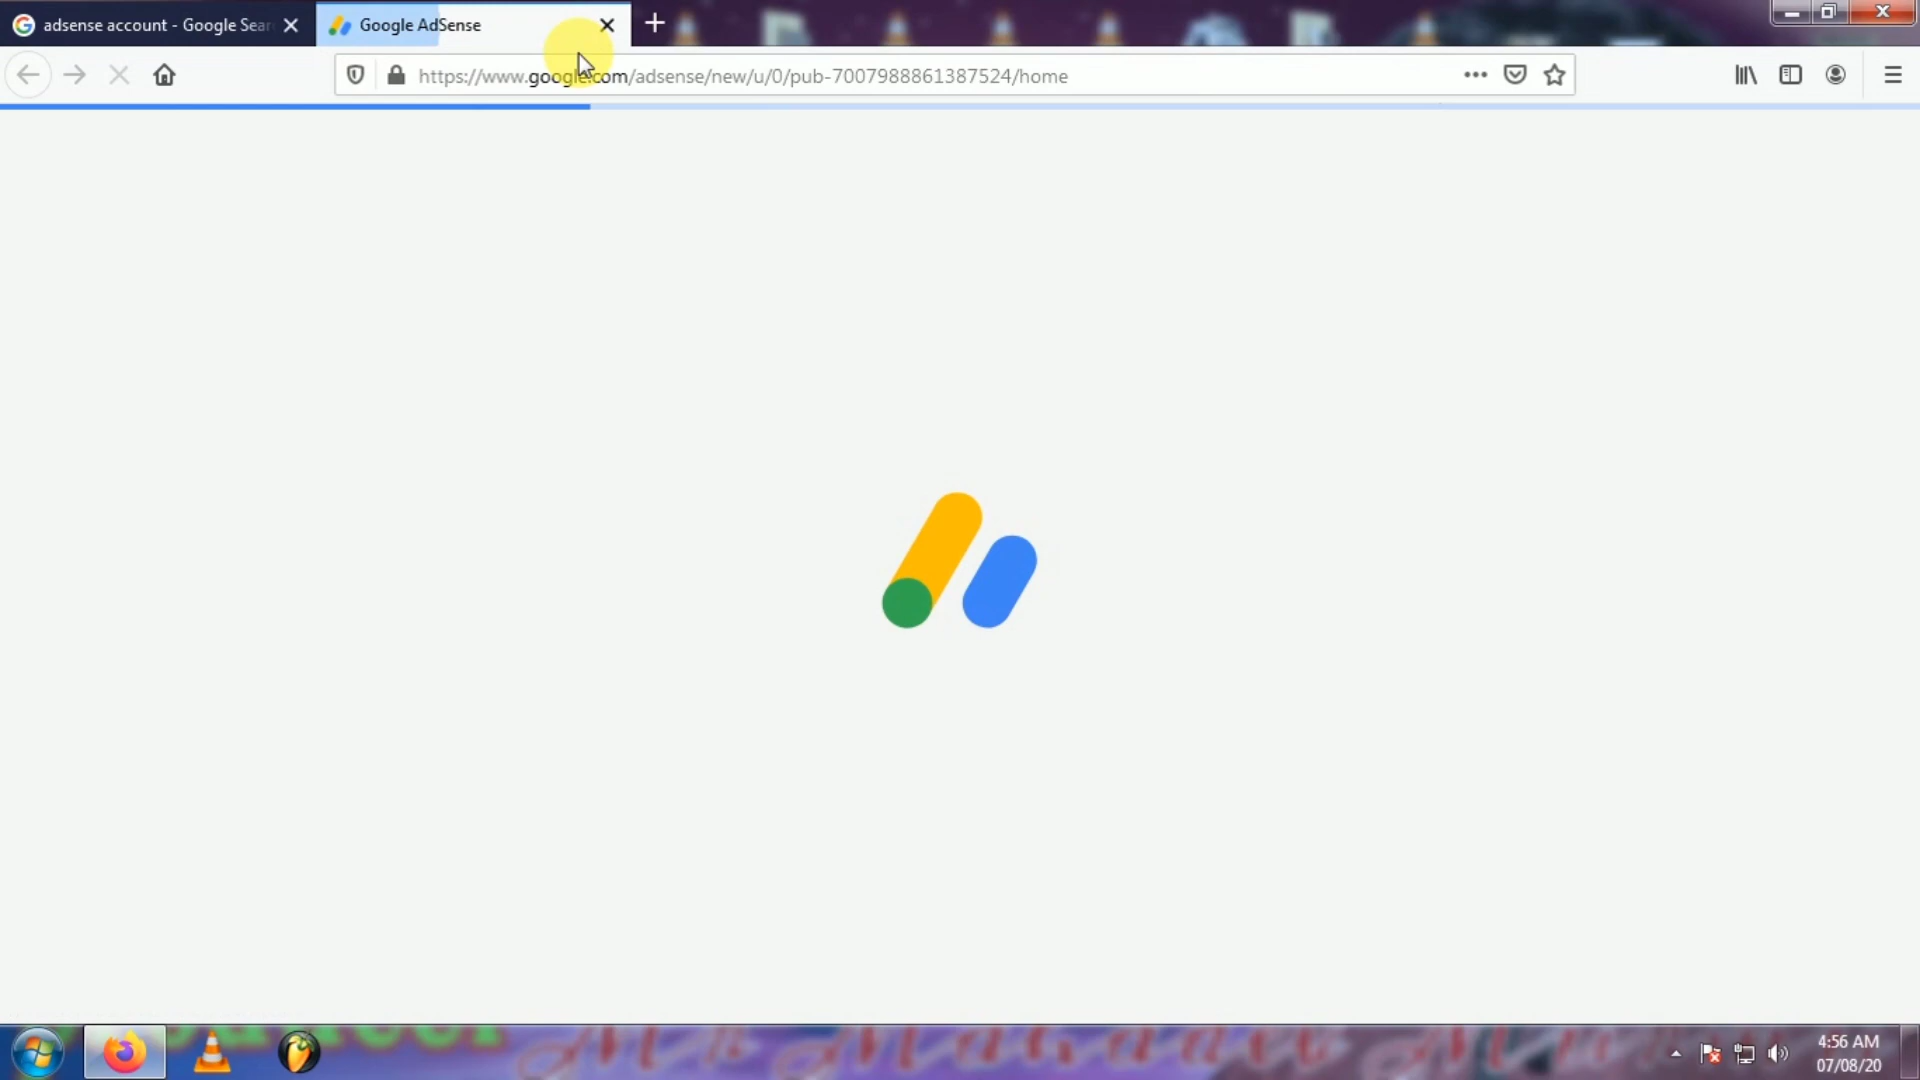 adsense account - Google Sear
Google AdSense
https://www.google.com/adsense/new/u/0/pub-7007988861387524/home
4:56 AM
07/08/20